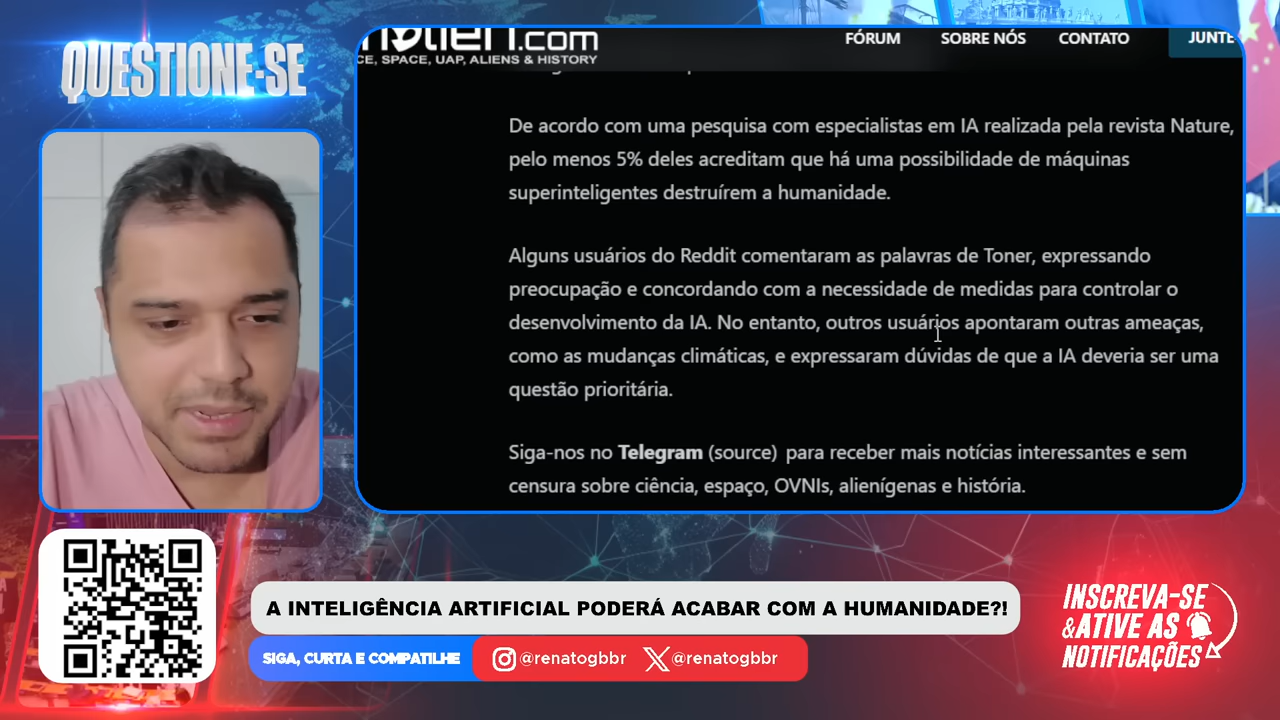 QUESTIONE-SE
.com
CE, SPACE, UAP, ALIENS & HISTORY
FÓRUM
SOBRE NÓS
CONTATO
JUNTE
De acordo com uma pesquisa com especialistas em IA realizada pela revista Nature,
pelo menos 5% deles acreditam que há uma possibilidade de máquinas
superinteligentes destruírem a humanidade.
Alguns usuários do Reddit comentaram as palavras de Toner, expressando
preocupação e concordando com a necessidade de medidas para controlar o
desenvolvimento da IA. No entanto, outros usuários apontaram outras ameaças,
como as mudanças climáticas, e expressaram dúvidas de que a IA deveria ser uma
questão prioritária.
Siga-nos no Telegram (source) para receber mais notícias interessantes e sem
censura sobre ciência, espaço, OVNIs, alienígenas e história.
A INTELIGÊNCIA ARTIFICIAL PODERÁ ACABAR COM A HUMANIDADE?!
SIGA, CURTA E COMPATILHE
@renatogbbr
@renatogbbr
INSCREVA-SE
&ATIVE AS
NOTIFICAÇÕES